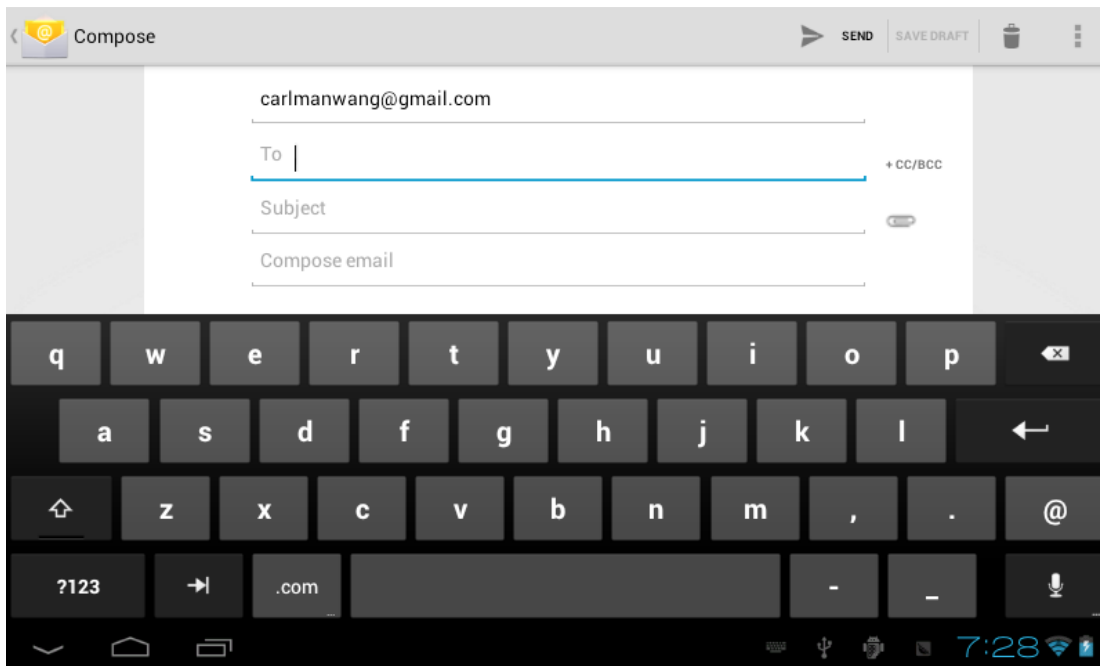 Compose SEND SAVE DRAFT
carlmanwang@gmail.com
To + CC/BCC
Subject
Compose email
q w e r t y u i o p
a s d f g h j k l
z x c v b n m , . @
?123 .com - _
7:28